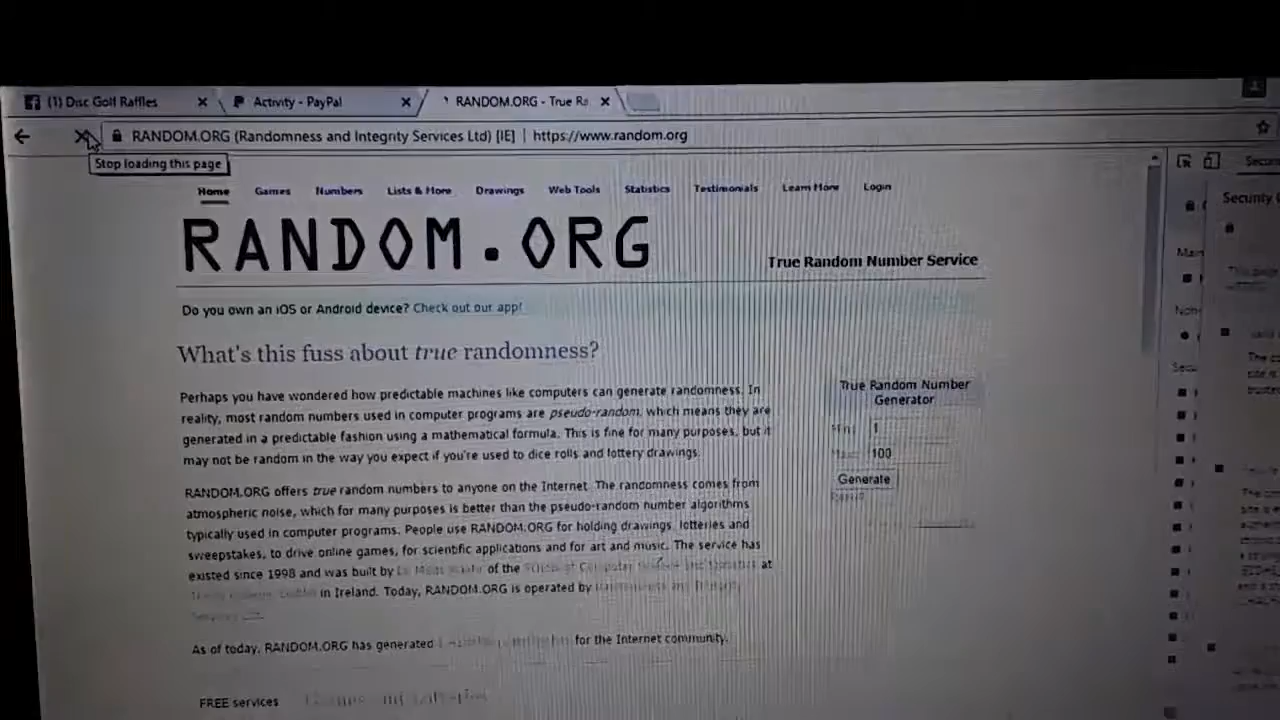 (1) Disc Golf Raffles
Activity - PayPal
RANDOM.ORG - True Ra
RANDOM.ORG (Randomness and Integrity Services Ltd) [IE] | https://www.random.org
Stop loading this page
Home Games Numbers Lists & More Drawings Web Tools Statistics Testimonials Learn More Login
RANDOM.ORG
True Random Number Service
Do you own an iOS or Android device? Check out our app!
What's this fuss about true randomness?
Perhaps you have wondered how predictable machines like computers can generate randomness. In
reality, most random numbers used in computer programs are pseudo-random, which means they are
generated in a predictable fashion using a mathematical formula. This is fine for many purposes, but it
may not be random in the way you expect if you're used to dice rolls and lottery drawings.
RANDOM.ORG offers true random numbers to anyone on the Internet. The randomness comes from
atmospheric noise, which for many purposes is better than the pseudo-random number algorithms
typically used in computer programs. People use RANDOM.ORG for holding drawings, lotteries and
sweepstakes, to drive online games, for scientific applications and for art and music. The service has
existed since 1998 and was built by of the at
in Ireland. Today, RANDOM.ORG is operated by
As of today, RANDOM.ORG has generated for the Internet community.
FREE services
True Random Number
Generator
1
100
Generate
Security